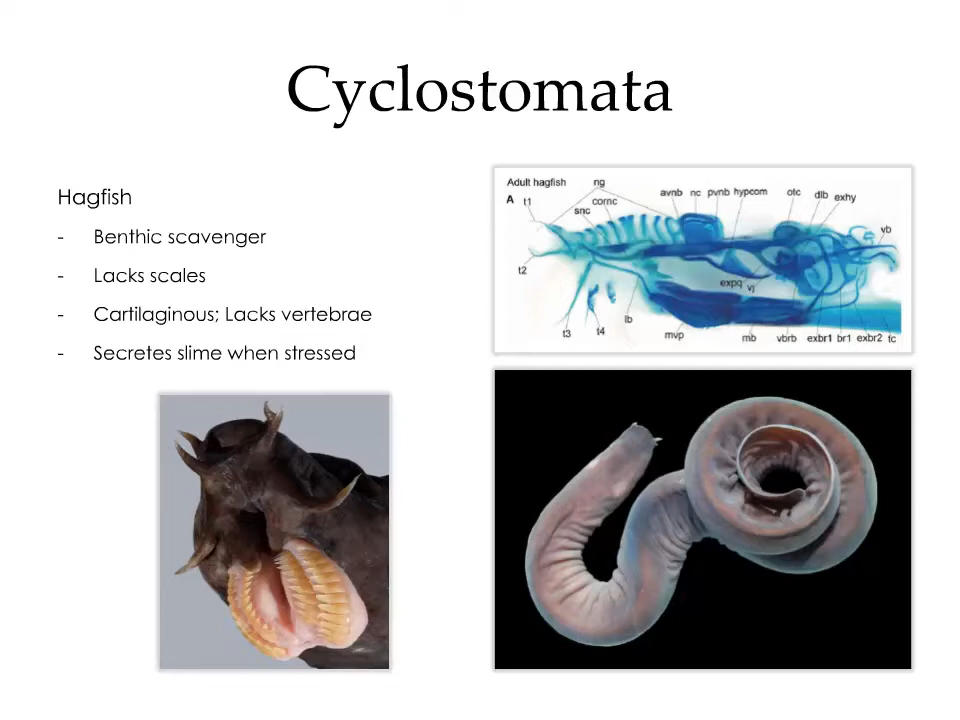 Cyclostomata
Hagfish
- Benthic scavenger
- Lacks scales
- Cartilaginous; Lacks vertebrae
- Secretes slime when stressed
Adult hagfish
A
t1
ng
snc
cornc
avnb
nc
pvnb
hypcom
otc
dlb
exhy
vb
t2
expq
vj
t3
t4
lb
mvp
mb
vbrb
exbr1
br1
exbr2
tc